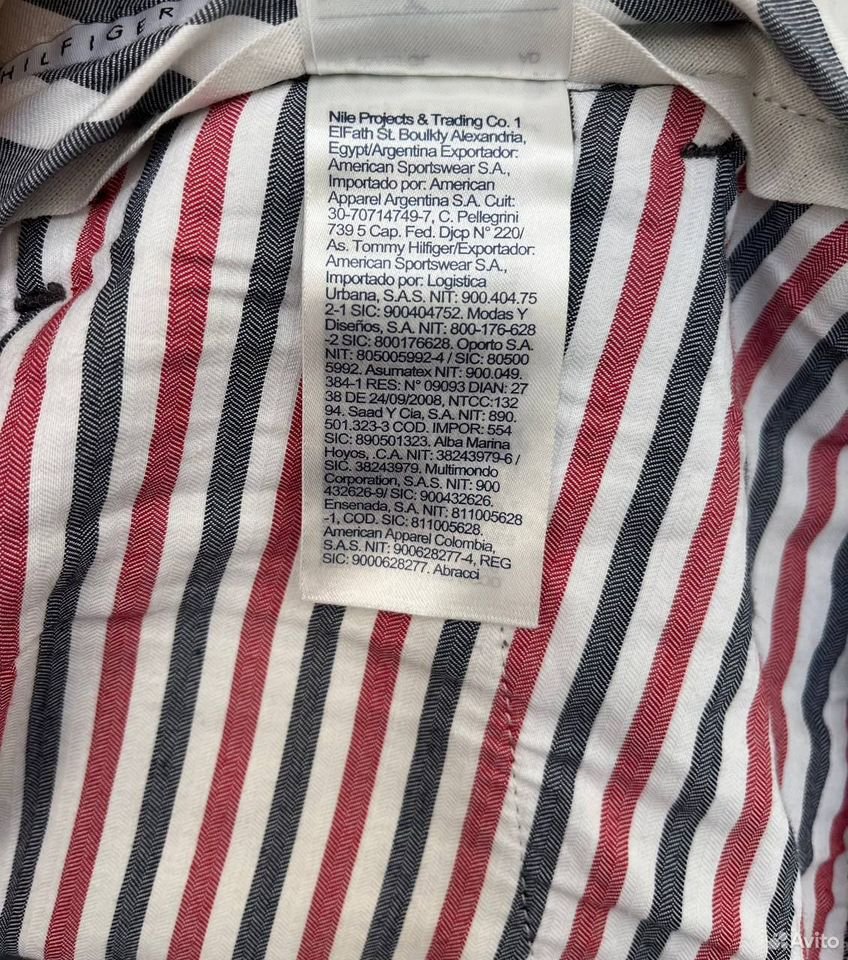 HILFIGER
Nile Projects & Trading Co. 1
ElFath St. Boulkly Alexandria,
Egypt/Argentina Exportador:
American Sportswear S.A.,
Importado por: American
Apparel Argentina S.A. Cuit:
30-70714749-7, C. Pellegrini
739 5 Cap. Fed. Djcp N° 220/
As. Tommy Hilfiger/Exportador:
American Sportswear S.A.,
Importado por: Logistica
Urbana, S.A.S. NIT: 900.404.75
2-1 SIC: 900404752. Modas Y
Diseños, S.A. NIT: 800-176-628
-2 SIC: 800176628. Oporto S.A.
NIT: 805005992-4 / SIC: 80500
5992. Asumatex NIT: 900.049.
384-1 RES: N° 09093 DIAN: 27
38 DE 24/09/2008, NTCC:132
94. Saad Y Cia, S.A. NIT: 890.
501.323-3 COD. IMPOR: 554
SIC: 890501323. Alba Marina
Hoyos, .C.A. NIT: 38243979-6 /
SIC. 38243979. Multimondo
Corporation, S.A.S. NIT: 900
432626-9/ SIC: 900432626.
Ensenada, S.A. NIT: 811005628
-1, COD. SIC: 811005628.
American Apparel Colombia,
S.A.S. NIT: 900628277-4, REG
SIC: 9000628277. Abracci
Avito